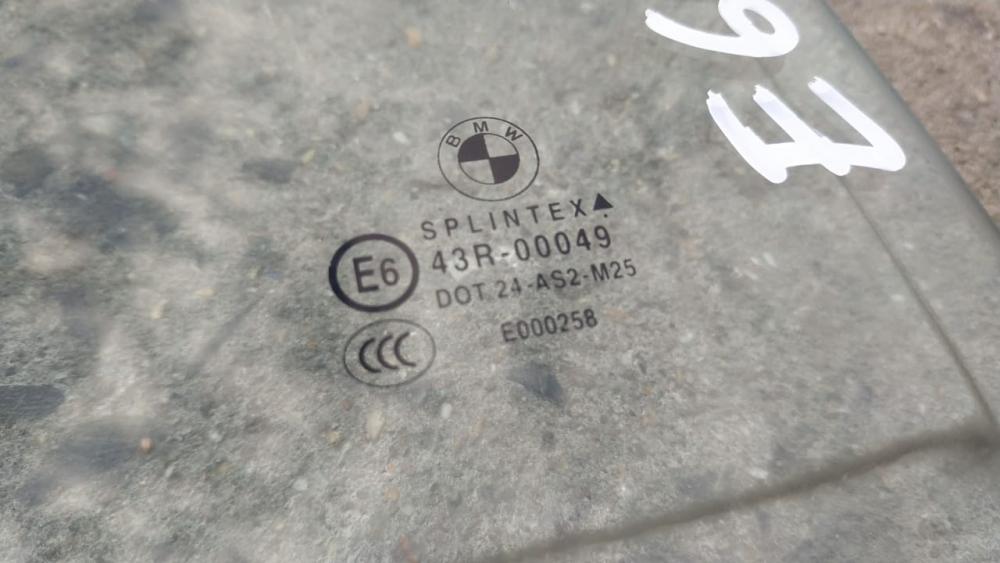 E6
BMW
SPLINTEX
E6 43R-00049
DOT 24-AS2-M25
CCC E000258